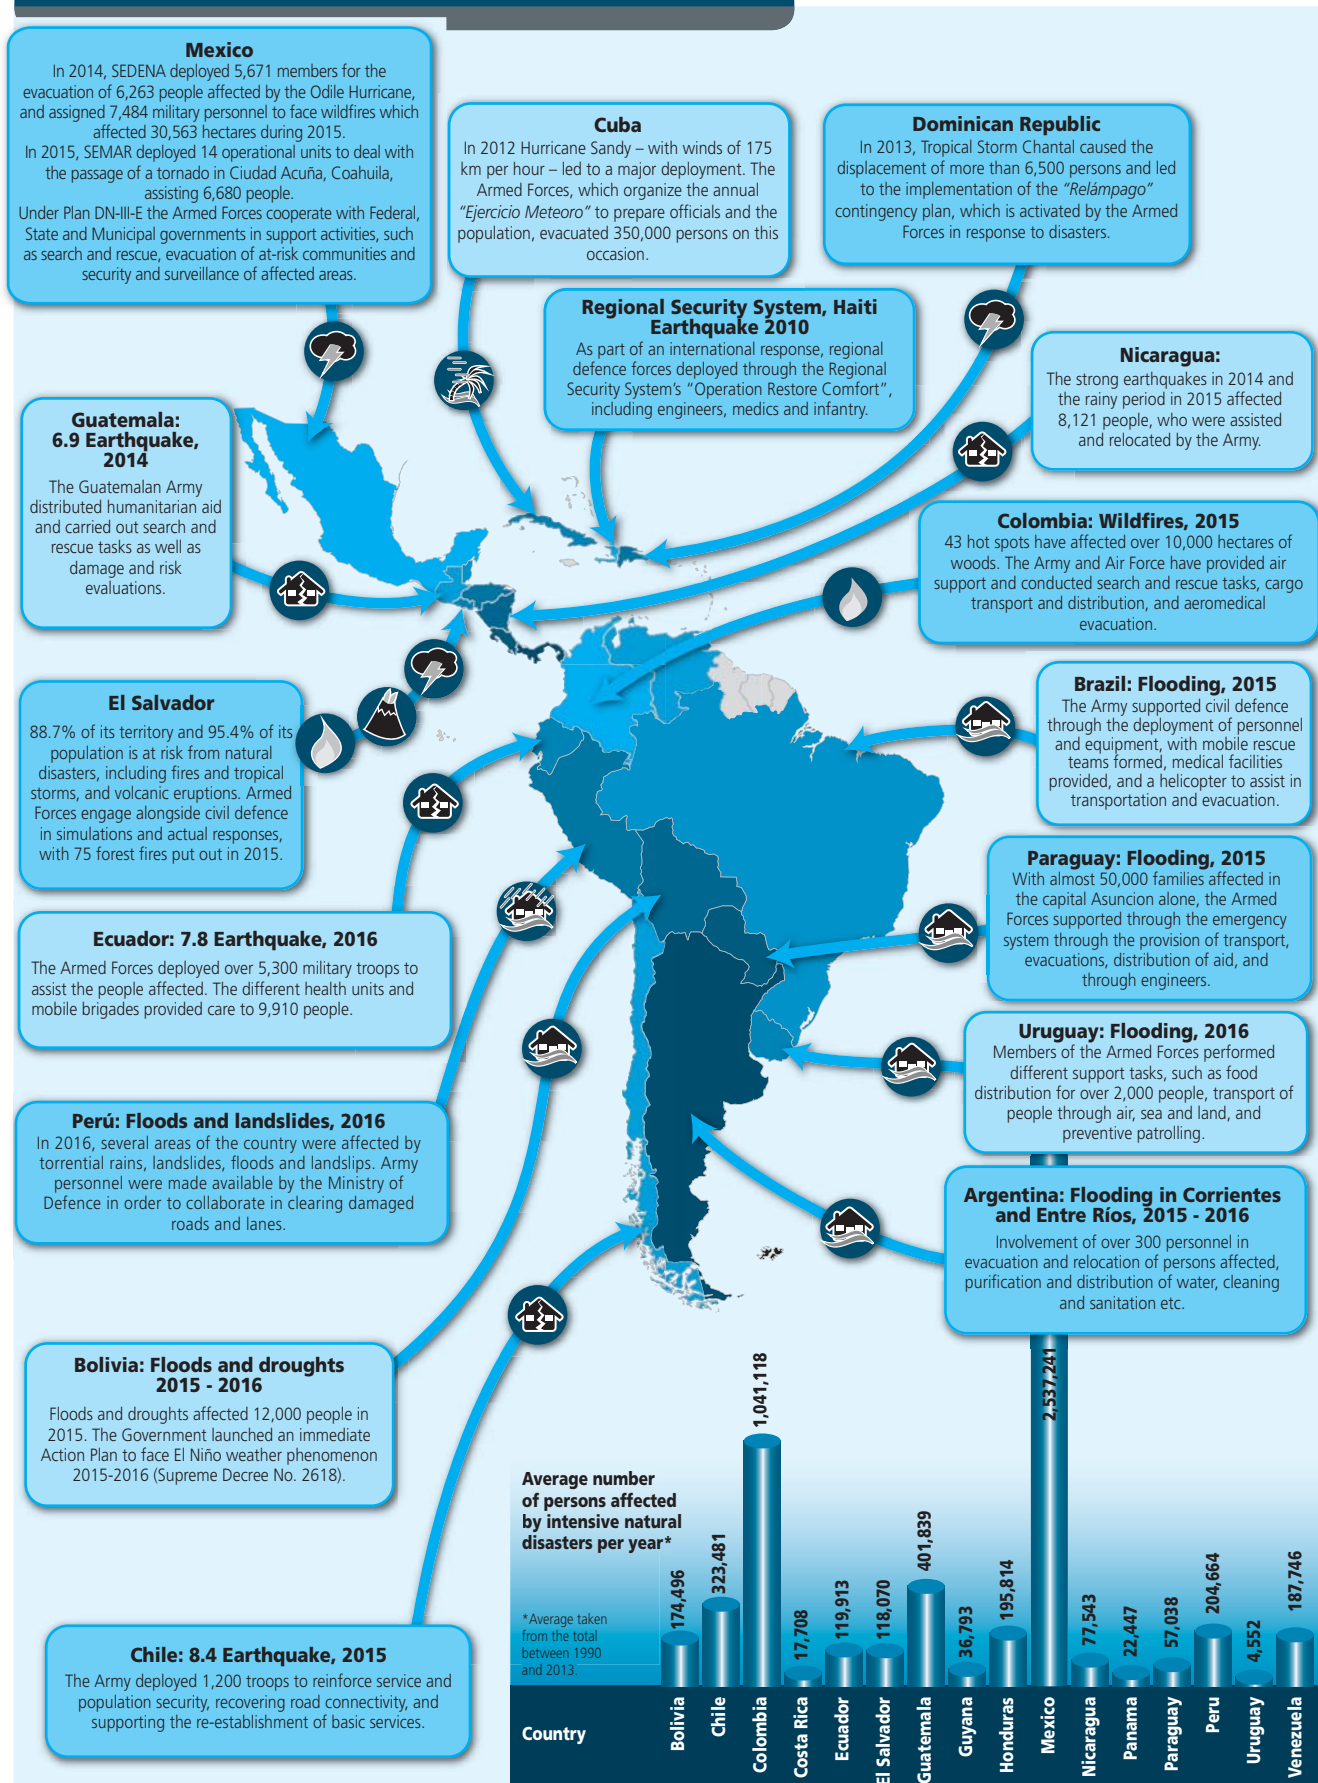 Mexico
In 2014, SEDENA deployed 5,671 members for the
evacuation of 6,263 people affected by the Odile Hurricane,
and assigned 7,484 military personnel to face wildfires which
affected 30,563 hectares during 2015.
In 2015, SEMAR deployed 14 operational units to deal with
the passage of a tornado in Ciudad Acuña, Coahuila,
assisting 6,680 people.
Under Plan DN-III-E the Armed Forces cooperate with Federal,
State and Municipal governments in support activities, such
as search and rescue, evacuation of at-risk communities and
security and surveillance of affected areas.
Cuba
In 2012 Hurricane Sandy – with winds of 175
km per hour – led to a major deployment. The
Armed Forces, which organize the annual
“Ejercicio Meteoro” to prepare officials and the
population, evacuated 350,000 persons on this
occasion.
Dominican Republic
In 2013, Tropical Storm Chantal caused the
displacement of more than 6,500 persons and led
to the implementation of the “Relámpago”
contingency plan, which is activated by the Armed
Forces in response to disasters.
Regional Security System, Haiti
Earthquake 2010
As part of an international response, regional
defence forces deployed through the Regional
Security System’s “Operation Restore Comfort”,
including engineers, medics and infantry.
Nicaragua:
The strong earthquakes in 2014 and
the rainy period in 2015 affected
8,121 people, who were assisted
and relocated by the Army.
Guatemala:
6.9 Earthquake,
2014
The Guatemalan Army
distributed humanitarian aid
and carried out search and
rescue tasks as well as
damage and risk
evaluations.
Colombia: Wildfires, 2015
43 hot spots have affected over 10,000 hectares of
woods. The Army and Air Force have provided air
support and conducted search and rescue tasks, cargo
transport and distribution, and aeromedical
evacuation.
El Salvador
88.7% of its territory and 95.4% of its
population is at risk from natural
disasters, including fires and tropical
storms, and volcanic eruptions. Armed
Forces engage alongside civil defence
in simulations and actual responses,
with 75 forest fires put out in 2015.
Brazil: Flooding, 2015
The Army supported civil defence
through the deployment of personnel
and equipment, with mobile rescue
teams formed, medical facilities
provided, and a helicopter to assist in
transportation and evacuation.
Paraguay: Flooding, 2015
With almost 50,000 families affected in
the capital Asuncion alone, the Armed
Forces supported through the emergency
system through the provision of transport,
evacuations, distribution of aid, and
through engineers.
Ecuador: 7.8 Earthquake, 2016
The Armed Forces deployed over 5,300 military troops to
assist the people affected. The different health units and
mobile brigades provided care to 9,910 people.
Uruguay: Flooding, 2016
Members of the Armed Forces performed
different support tasks, such as food
distribution for over 2,000 people, transport of
people through air, sea and land, and
preventive patrolling.
Perú: Floods and landslides, 2016
In 2016, several areas of the country were affected by
torrential rains, landslides, floods and landslips. Army
personnel were made available by the Ministry of
Defence in order to collaborate in clearing damaged
roads and lanes.
Argentina: Flooding in Corrientes
and Entre Ríos, 2015 - 2016
Involvement of over 300 personnel in
evacuation and relocation of persons affected,
purification and distribution of water, cleaning
and sanitation etc.
Bolivia: Floods and droughts
2015 - 2016
Floods and droughts affected 12,000 people in
2015. The Government launched an immediate
Action Plan to face El Niño weather phenomenon
2015-2016 (Supreme Decree No. 2618).
Chile: 8.4 Earthquake, 2015
The Army deployed 1,200 troops to reinforce service and
population security, recovering road connectivity, and
supporting the re-establishment of basic services.
Average number
of persons affected
by intensive natural
disasters per year*
*Average taken
from the total
between 1990
and 2013.
174,496
323,481
1,041,118
17,708
119,913
118,070
401,839
36,793
195,814
2,537,241
77,543
22,447
57,038
204,664
4,552
187,746
Country
Bolivia
Chile
Colombia
Costa Rica
Ecuador
El Salvador
Guatemala
Guyana
Honduras
Mexico
Nicaragua
Panama
Paraguay
Peru
Uruguay
Venezuela